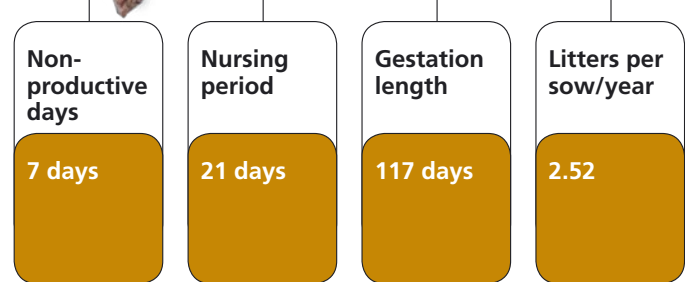 Non-
productive
days
7 days
Nursing
period
21 days
Gestation
length
117 days
Litters per
sow/year
2.52